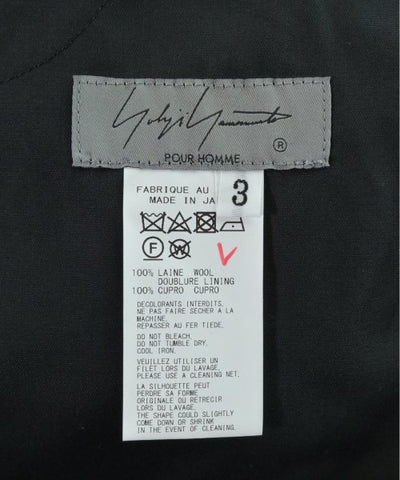 Yohji Yamamoto
®
POUR HOMME
FABRIQUE AU
MADE IN JA
3
F
W
100% LAINE WOOL
DOUBLURE LINING
100% CUPRO CUPRO
DECOLORANTS INTERDITS.
NE PAS FAIRE SECHER A LA
MACHINE.
REPASSER AU FER TIEDE.
DO NOT BLEACH.
DO NOT TUMBLE DRY.
COOL IRON.
VEUILLEZ UTILISER UN
FILET LORS DU LAVAGE.
PLEASE USE A CLEANING NET.
LA SILHOUETTE PEUT
PERDRE SA FORME
ORIGINALE OU RETRECIR
LORS DU LAVAGE.
THE SHAPE COULD SLIGHTLY
COME DOWN OR SHRINK
IN THE EVENT OF CLEANING.